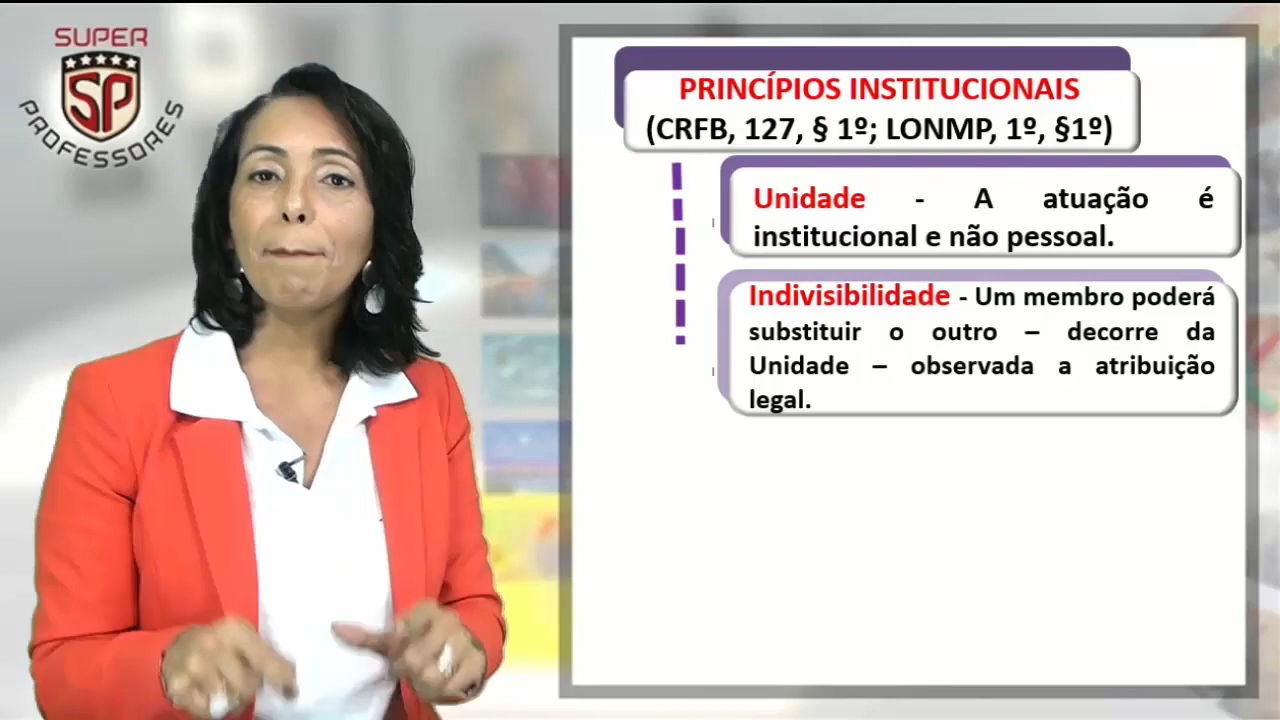 SUPER
SP
PROFESSORES
PRINCÍPIOS INSTITUCIONAIS
(CRFB, 127, § 1º; LONMP, 1º, §1º)
Unidade - A atuação é
institucional e não pessoal.
Indivisibilidade - Um membro poderá
substituir o outro – decorre da
Unidade – observada a atribuição
legal.